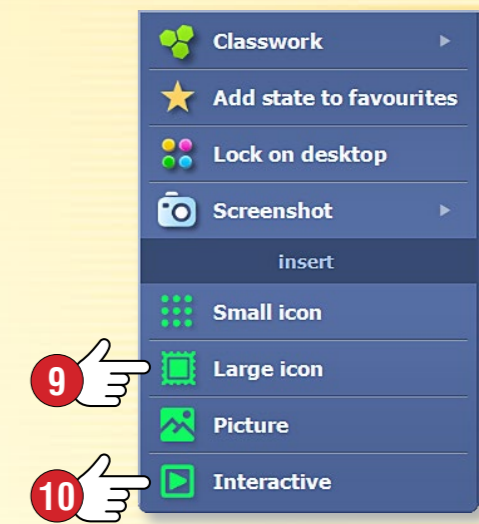 Classwork
Add state to favourites
Lock on desktop
Screenshot
insert
Small icon
9 Large icon
Picture
10 Interactive